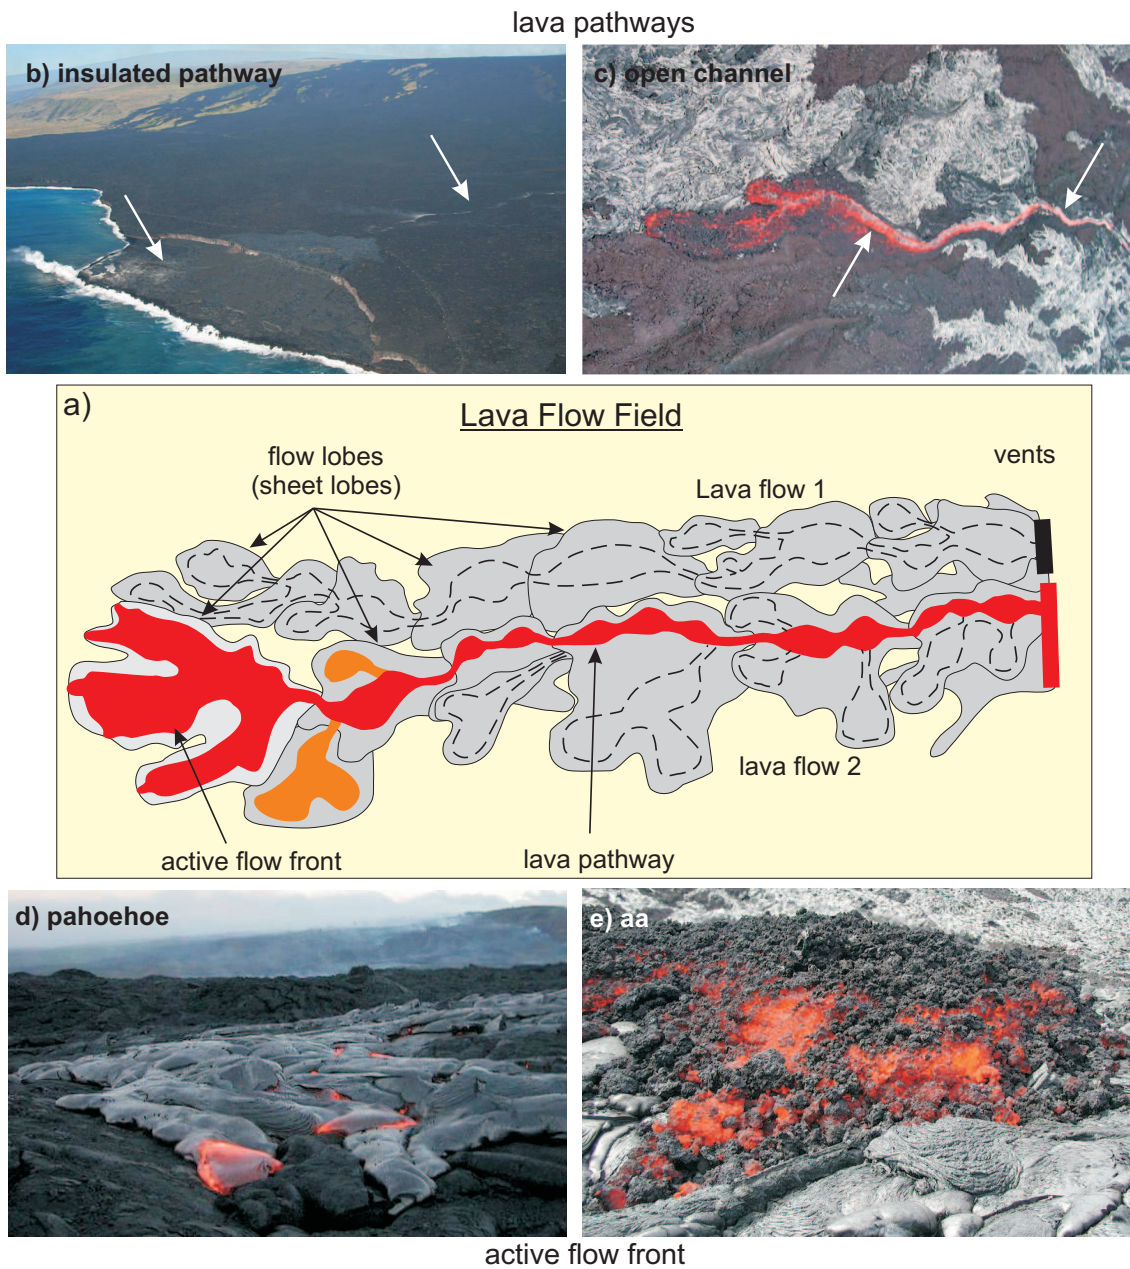 lava pathways
b) insulated pathway
c) open channel
a)
Lava Flow Field
flow lobes
(sheet lobes)
vents
Lava flow 1
lava flow 2
active flow front
lava pathway
d) pahoehoe
e) aa
active flow front